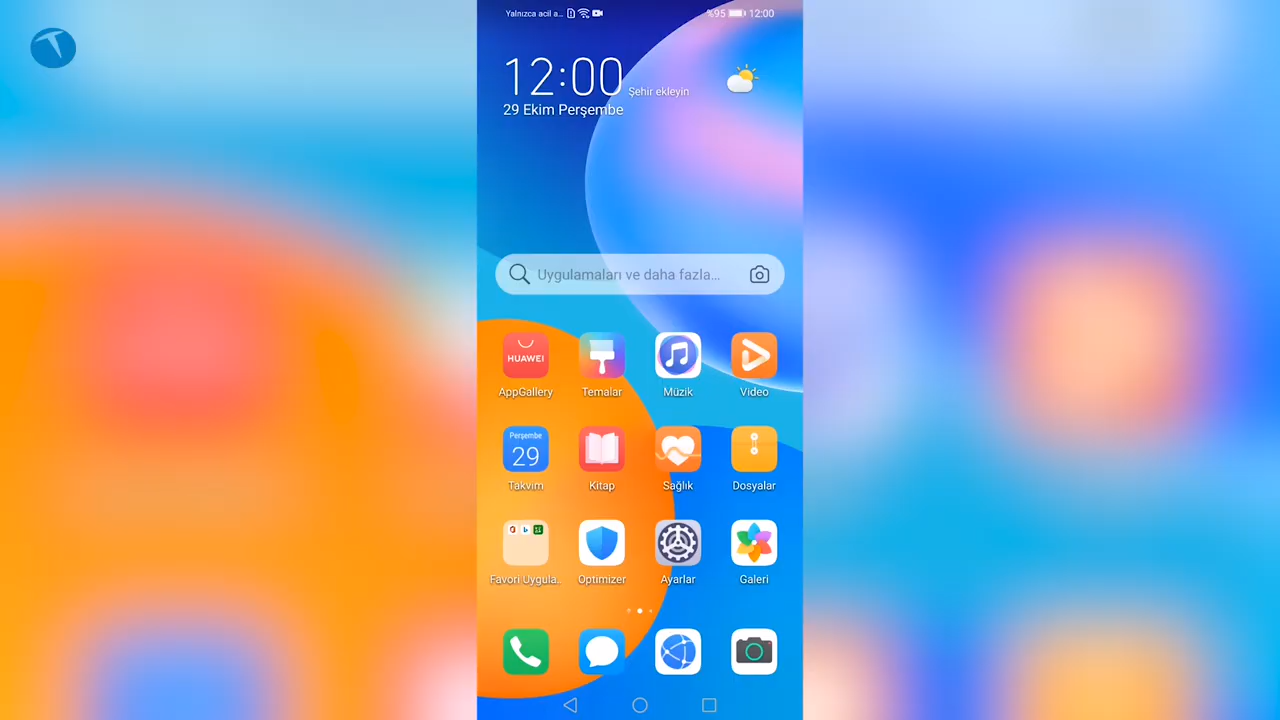 Yalnızca acil a...
%95
12:00
12:00
Şehir ekleyin
29 Ekim Perşembe
Uygulamaları ve daha fazla...
HUAWEI
AppGallery
Temalar
Müzik
Video
Perşembe
29
Takvim
Kitap
Sağlık
Dosyalar
Favori Uygula..
Optimizer
Ayarlar
Galeri